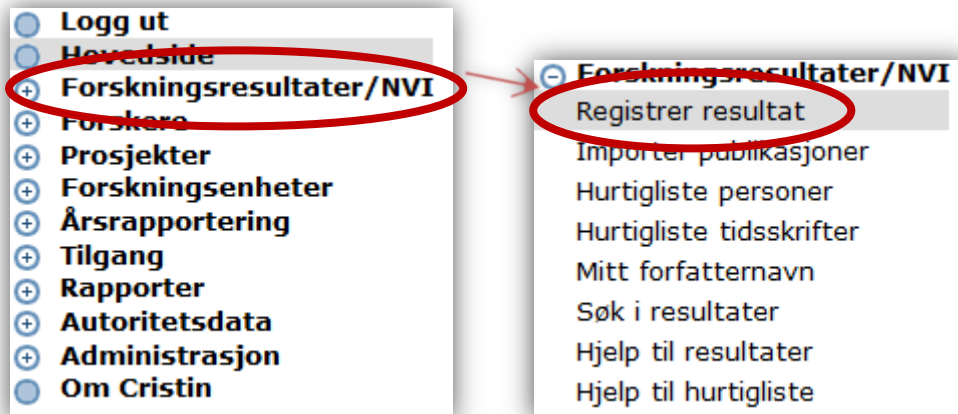 Logg ut
Hovedside
Forskningsresultater/NVI
Forskere
Prosjekter
Forskningsenheter
Årsrapportering
Tilgang
Rapporter
Autoritetsdata
Administrasjon
Om Cristin
Forskningsresultater/NVI
Registrer resultat
Importer publikasjoner
Hurtigliste personer
Hurtigliste tidsskrifter
Mitt forfatternavn
Søk i resultater
Hjelp til resultater
Hjelp til hurtigliste